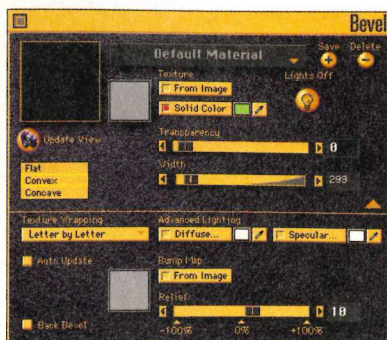 Bevel
Default Material
Save
Delete
Texture
From Image
Lights Off
Solid Color
Update View
Transparency
0
Flat
Convex
Concave
Width
299
Texture Wrapping
Advanced Lighting
Letter by Letter
Diffuse...
Specular...
Auto Update
Bump Map
From Image
Relief
10
Back Bevel
-100%
0%
+100%